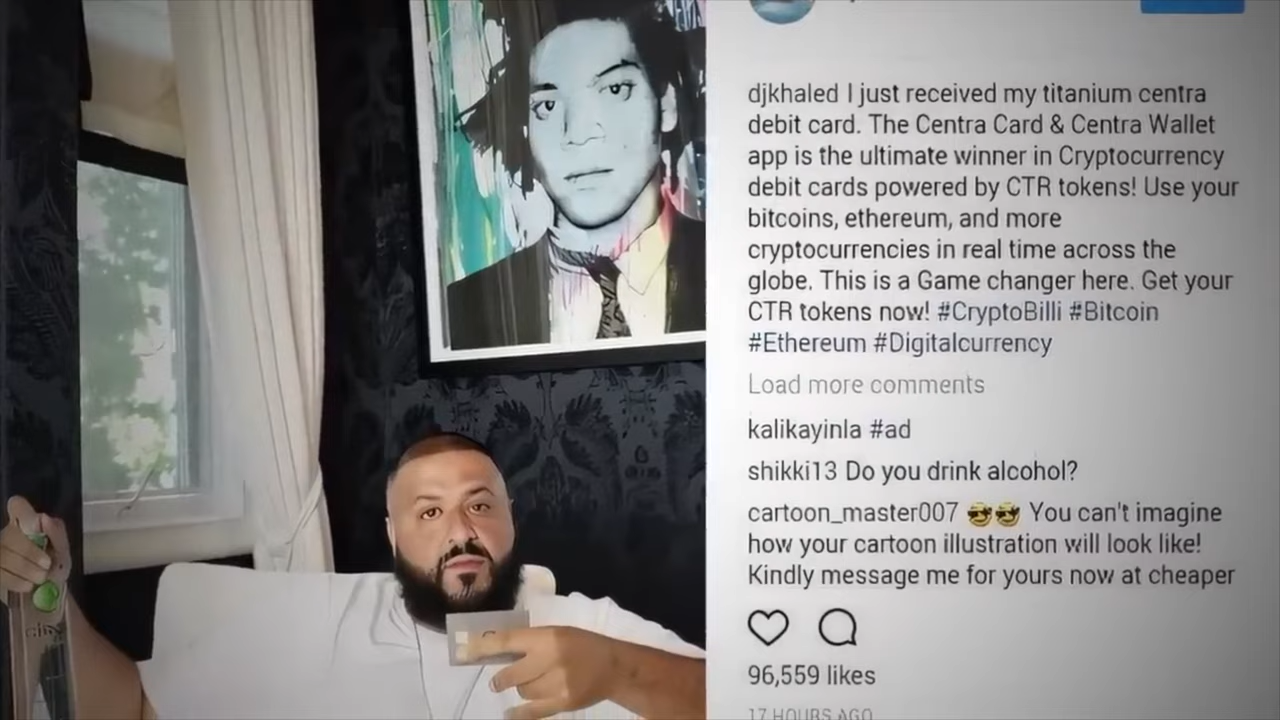 djkhaled I just received my titanium centra
debit card. The Centra Card & Centra Wallet
app is the ultimate winner in Cryptocurrency
debit cards powered by CTR tokens! Use your
bitcoins, ethereum, and more
cryptocurrencies in real time across the
globe. This is a Game changer here. Get your
CTR tokens now! #CryptoBilli #Bitcoin
#Ethereum #Digitalcurrency
Load more comments
kalikayinla #ad
shikki13 Do you drink alcohol?
cartoon_master007 😎😎 You can't imagine
how your cartoon illustration will look like!
Kindly message me for yours now at cheaper
96,559 likes
17 HOURS AGO